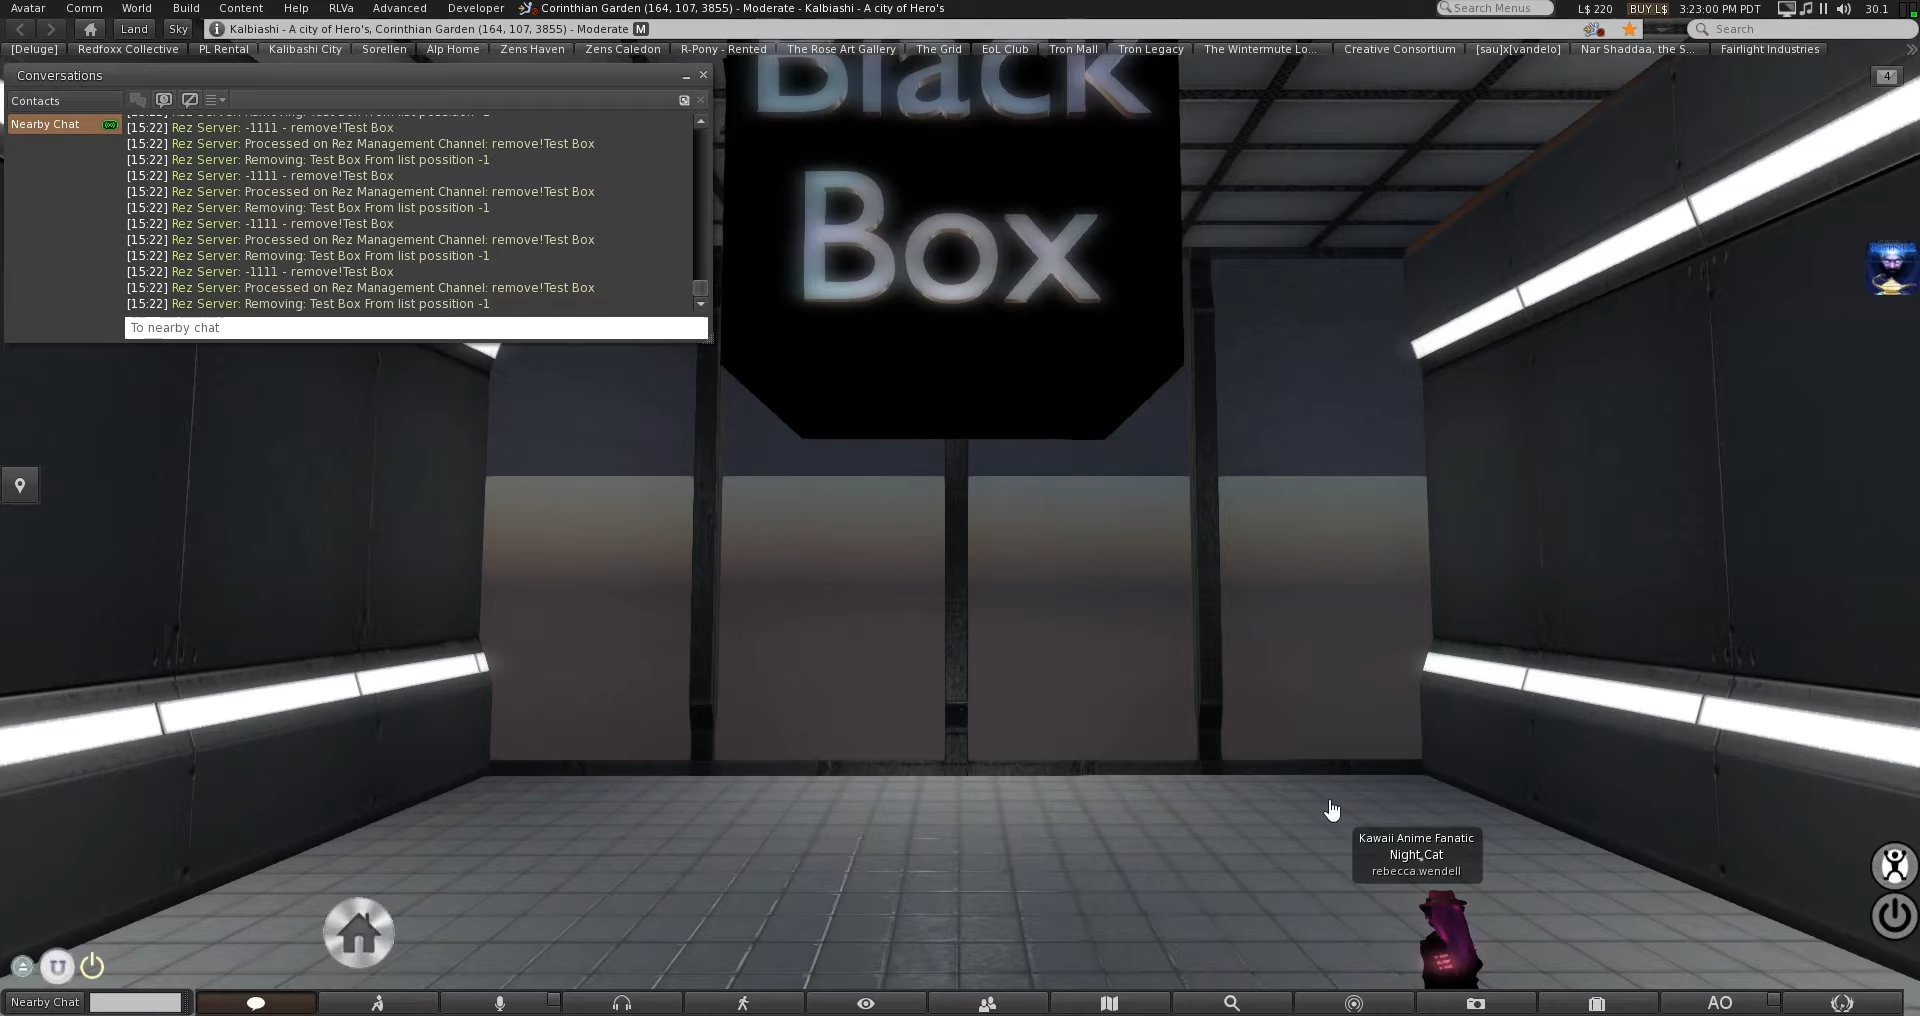 Avatar Comm World Build Content Help RLVa Advanced Developer Corinthian Garden (164, 107, 3855) - Moderate - Kalbiashi - A city of Hero's Search Menus L$ 220 BUY L$ 3:23:00 PM PDT 30.1
Land Sky Kalbiashi - A city of Hero's, Corinthian Garden (164, 107, 3855) - Moderate M Search
[Deluge] Redfoxx Collective PL Rental Kalibashi City Sorellen Alp Home Zens Haven Zens Caledon R-Pony - Rented The Rose Art Gallery The Grid EoL Club Tron Mall Tron Legacy The Wintermute Lo... Creative Consortium [sau]x[vandelo] Nar Shaddaa, the S... Fairlight Industries
4
Conversations
Contacts
Nearby Chat
[15:22] Rez Server: -1111 - remove!Test Box
[15:22] Rez Server: Processed on Rez Management Channel: remove!Test Box
[15:22] Rez Server: Removing: Test Box From list possition -1
[15:22] Rez Server: -1111 - remove!Test Box
[15:22] Rez Server: Processed on Rez Management Channel: remove!Test Box
[15:22] Rez Server: Removing: Test Box From list possition -1
[15:22] Rez Server: -1111 - remove!Test Box
[15:22] Rez Server: Processed on Rez Management Channel: remove!Test Box
[15:22] Rez Server: Removing: Test Box From list possition -1
[15:22] Rez Server: -1111 - remove!Test Box
[15:22] Rez Server: Processed on Rez Management Channel: remove!Test Box
[15:22] Rez Server: Removing: Test Box From list possition -1
To nearby chat
Black
Box
Kawaii Anime Fanatic
Night Cat
rebecca.wendell
Nearby Chat AO